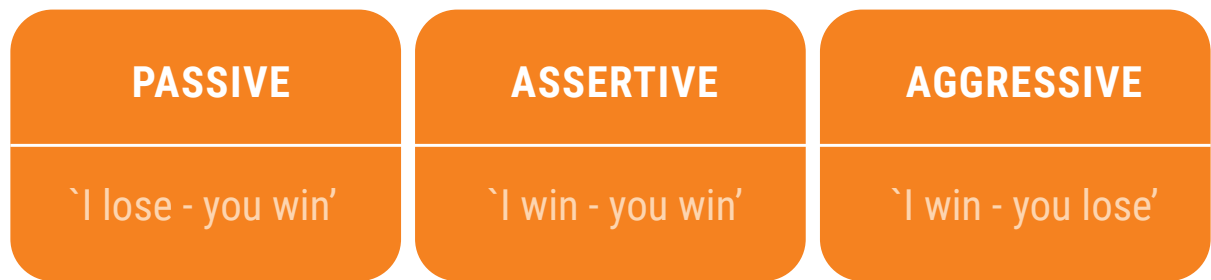 PASSIVE
`I lose - you win’
ASSERTIVE
`I win - you win’
AGGRESSIVE
`I win - you lose’